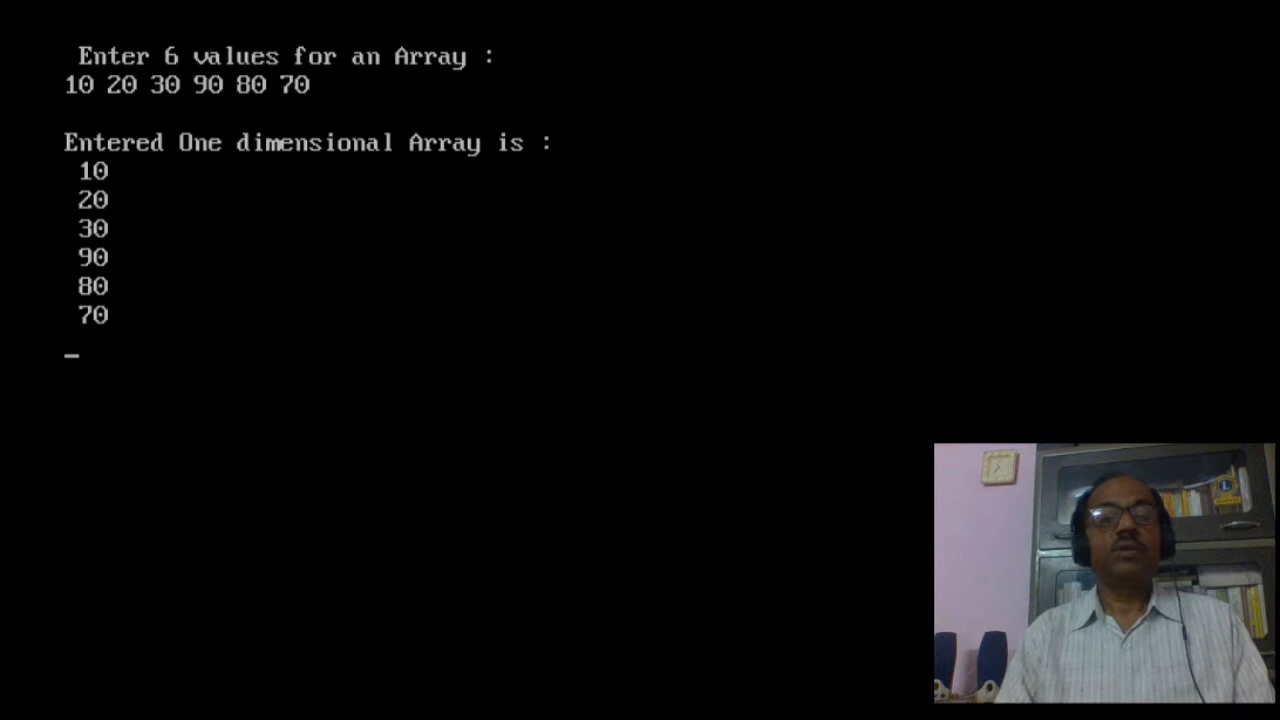 Enter 6 values for an Array :
10 20 30 90 80 70
Entered One dimensional Array is :
10
20
30
90
80
70